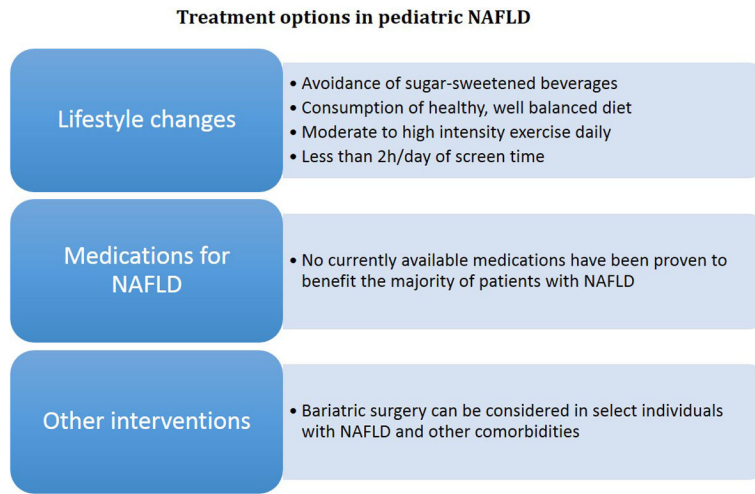 Treatment options in pediatric NAFLD
Lifestyle changes
• Avoidance of sugar-sweetened beverages
• Consumption of healthy, well balanced diet
• Moderate to high intensity exercise daily
• Less than 2h/day of screen time
Medications for
NAFLD
• No currently available medications have been proven to
benefit the majority of patients with NAFLD
Other interventions
• Bariatric surgery can be considered in select individuals
with NAFLD and other comorbidities